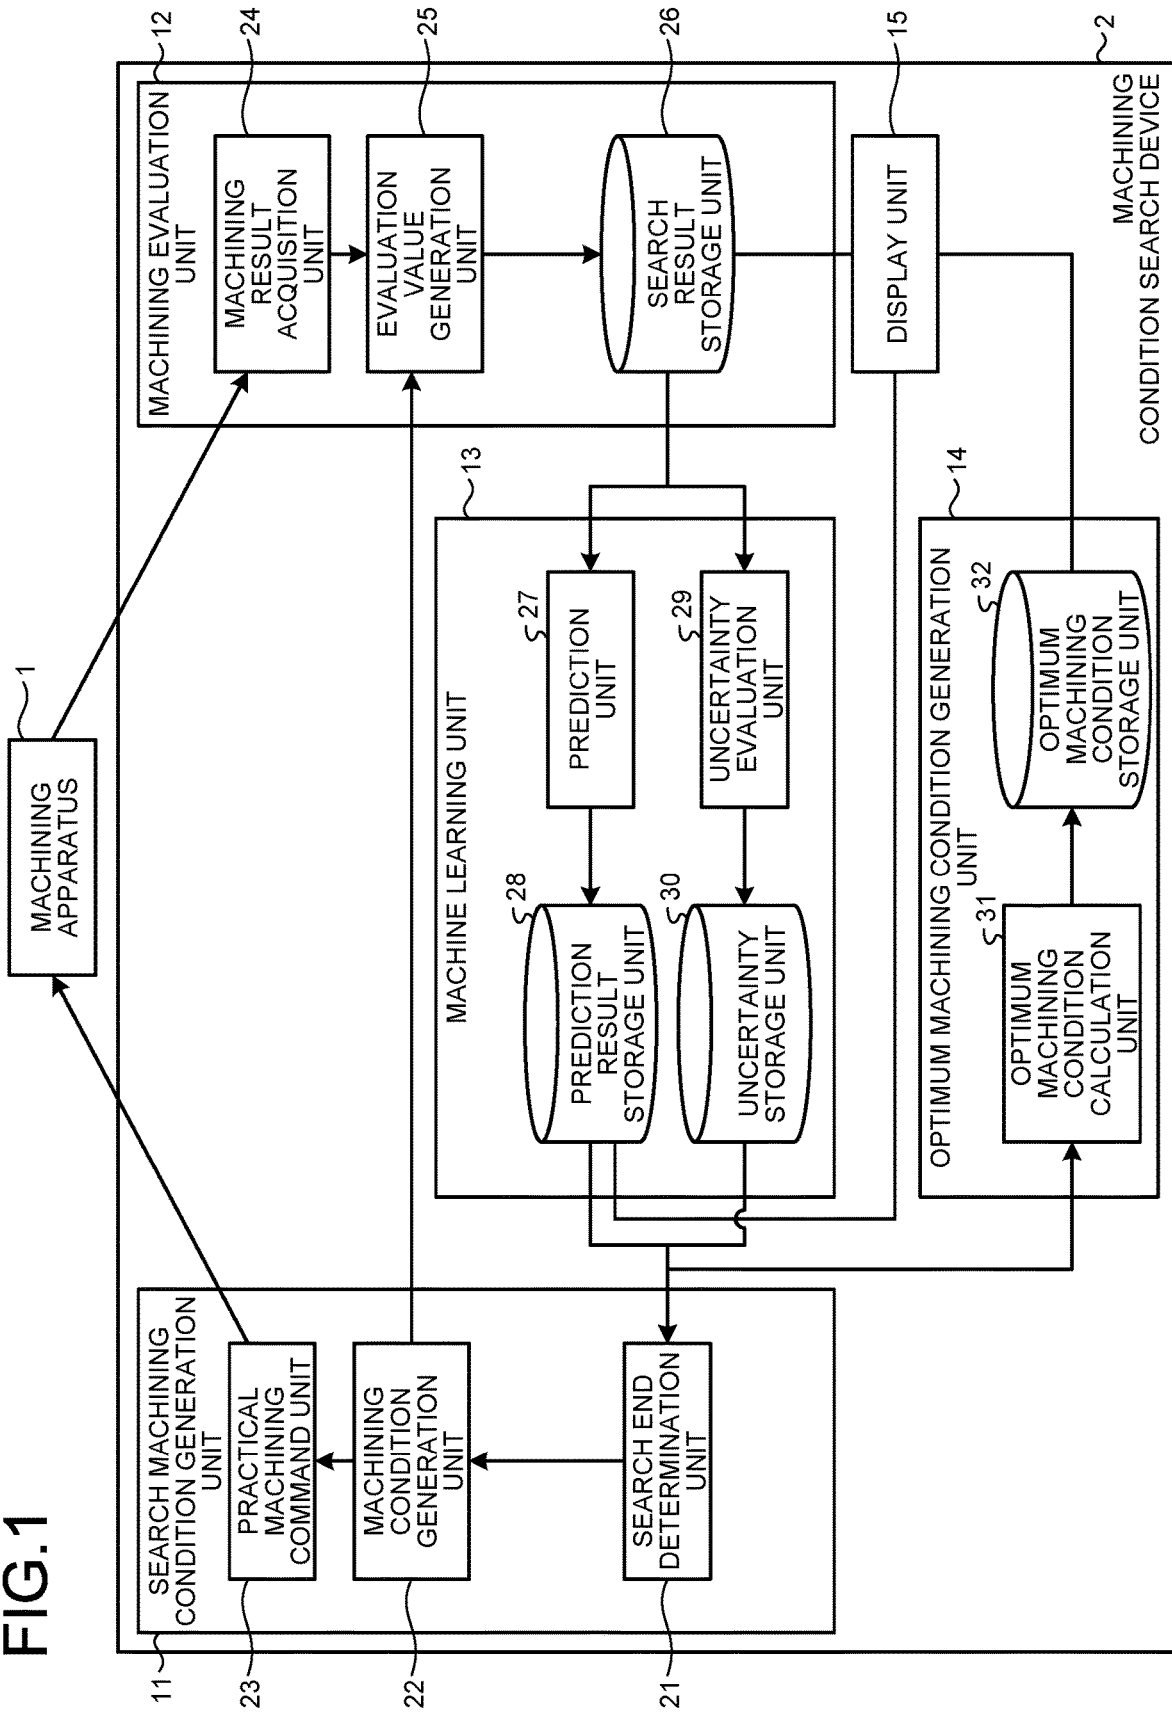 FIG.1
MACHINING
APPARATUS
1
SEARCH MACHINING
CONDITION GENERATION
UNIT
11
PRACTICAL
MACHINING
COMMAND UNIT
23
MACHINING
CONDITION
GENERATION
UNIT
22
SEARCH END
DETERMINATION
UNIT
21
MACHINE LEARNING UNIT
13
PREDICTION
RESULT
STORAGE UNIT
28
PREDICTION
UNIT
27
UNCERTAINTY
STORAGE UNIT
30
UNCERTAINTY
EVALUATION
UNIT
29
MACHINING EVALUATION
UNIT
12
MACHINING
RESULT
ACQUISITION
UNIT
24
EVALUATION
VALUE
GENERATION
UNIT
25
SEARCH
RESULT
STORAGE UNIT
26
DISPLAY UNIT
15
OPTIMUM MACHINING CONDITION GENERATION
UNIT
14
OPTIMUM
MACHINING
CONDITION
CALCULATION
UNIT
31
OPTIMUM
MACHINING
CONDITION
STORAGE UNIT
32
MACHINING
CONDITION SEARCH DEVICE
2